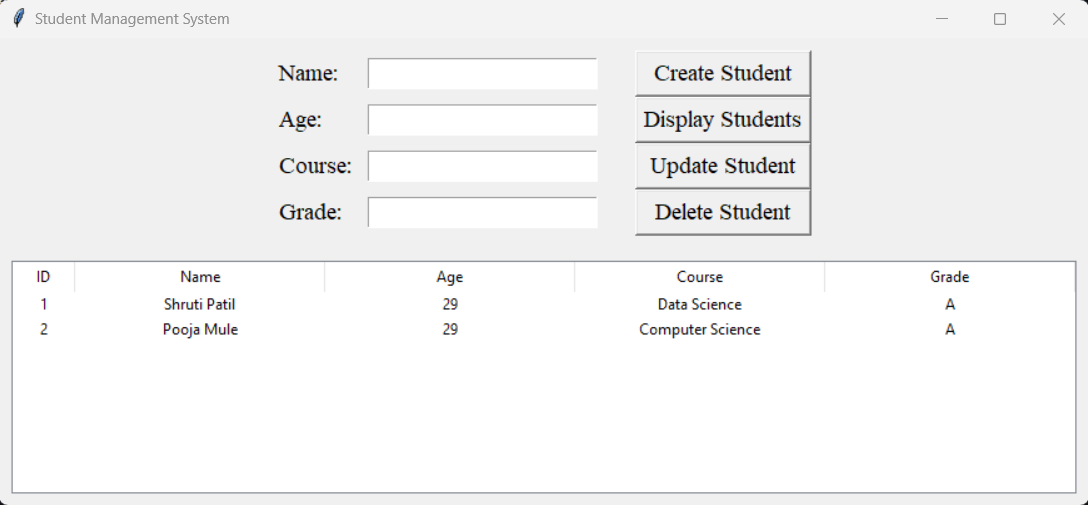 Student Management System
Name: Create Student
Age: Display Students
Course: Update Student
Grade: Delete Student
ID Name Age Course Grade
1 Shruti Patil 29 Data Science A
2 Pooja Mule 29 Computer Science A